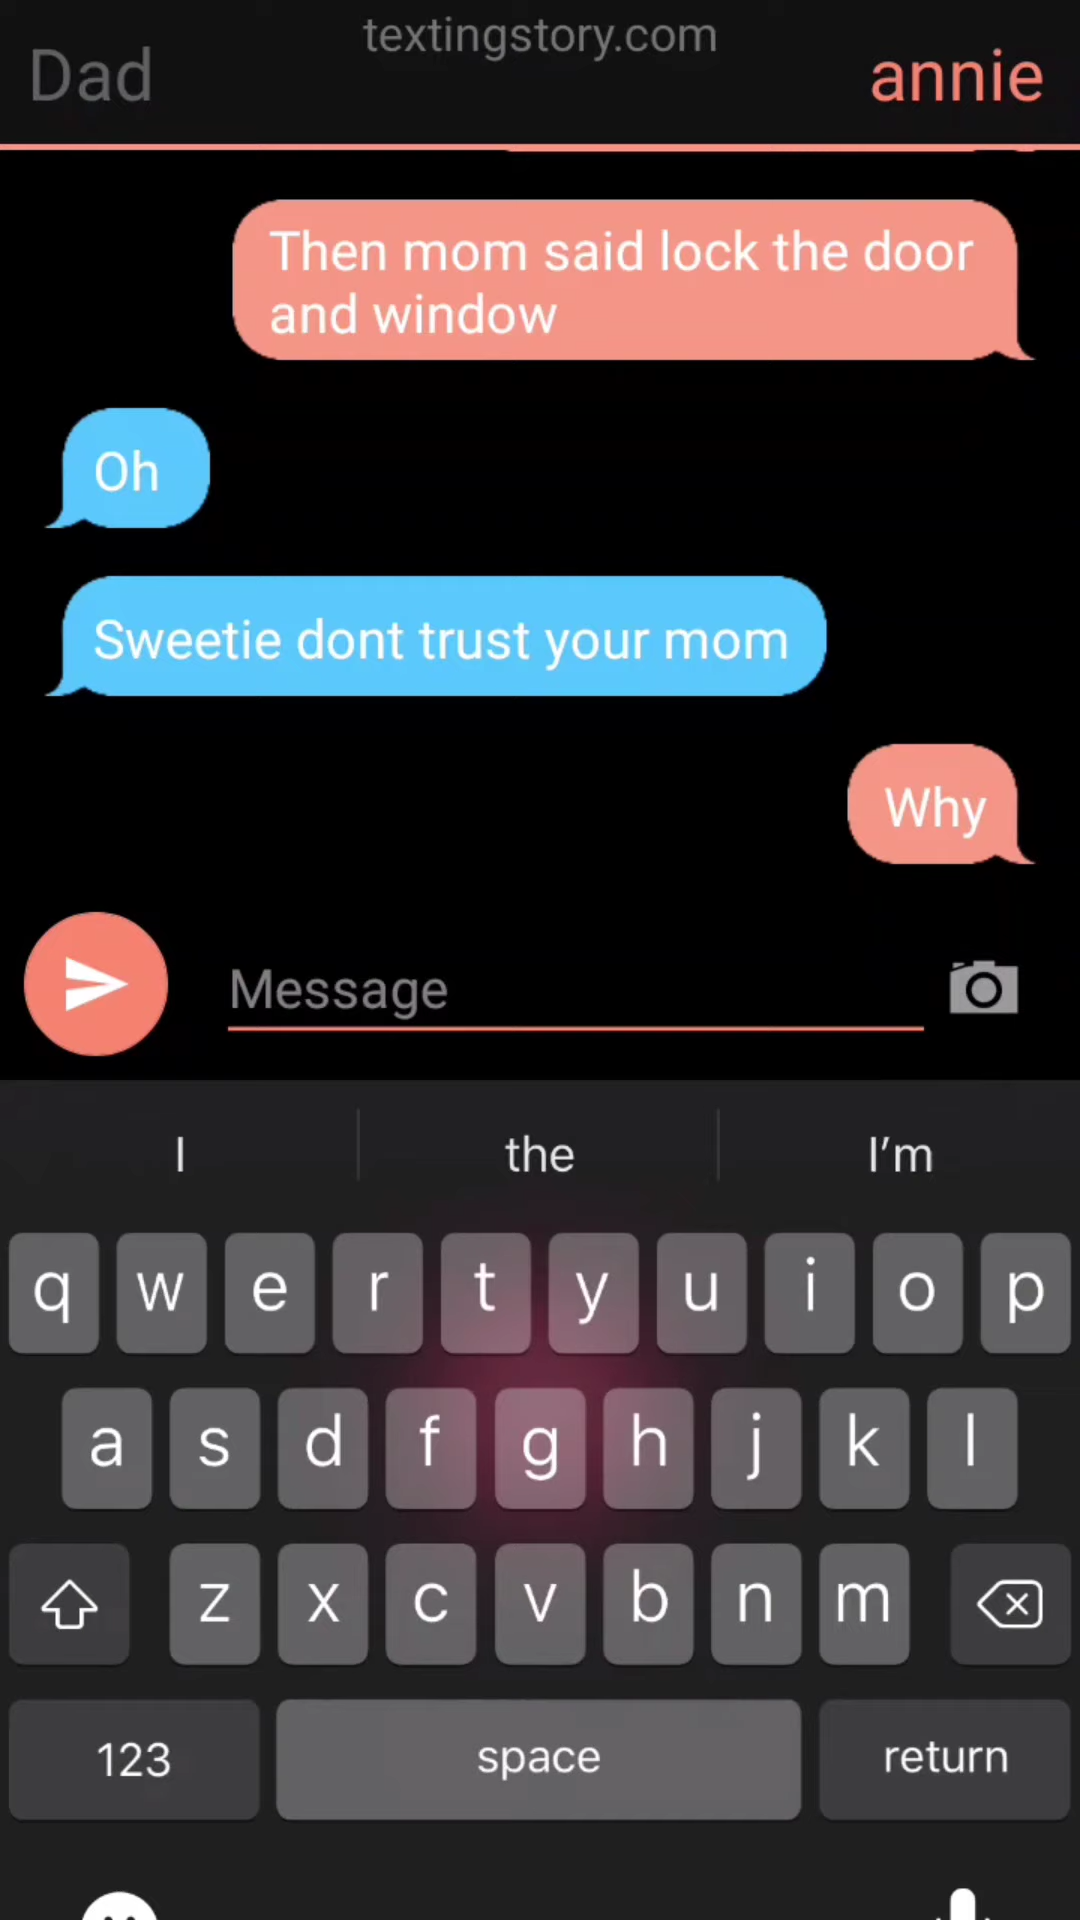 textingstory.com
Dad
annie
Then mom said lock the door
and window
Oh
Sweetie dont trust your mom
Why
Message
I
the
I’m
q w e r t y u i o p
a s d f g h j k l
z x c v b n m
123
space
return